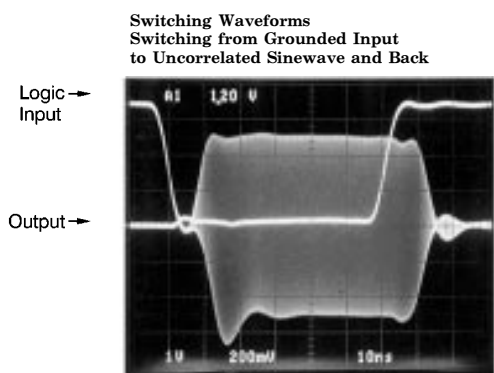 Switching Waveforms
Switching from Grounded Input
to Uncorrelated Sinewave and Back
Logic
Input
A1 1,20 V
Output
1V 200mV 10ns